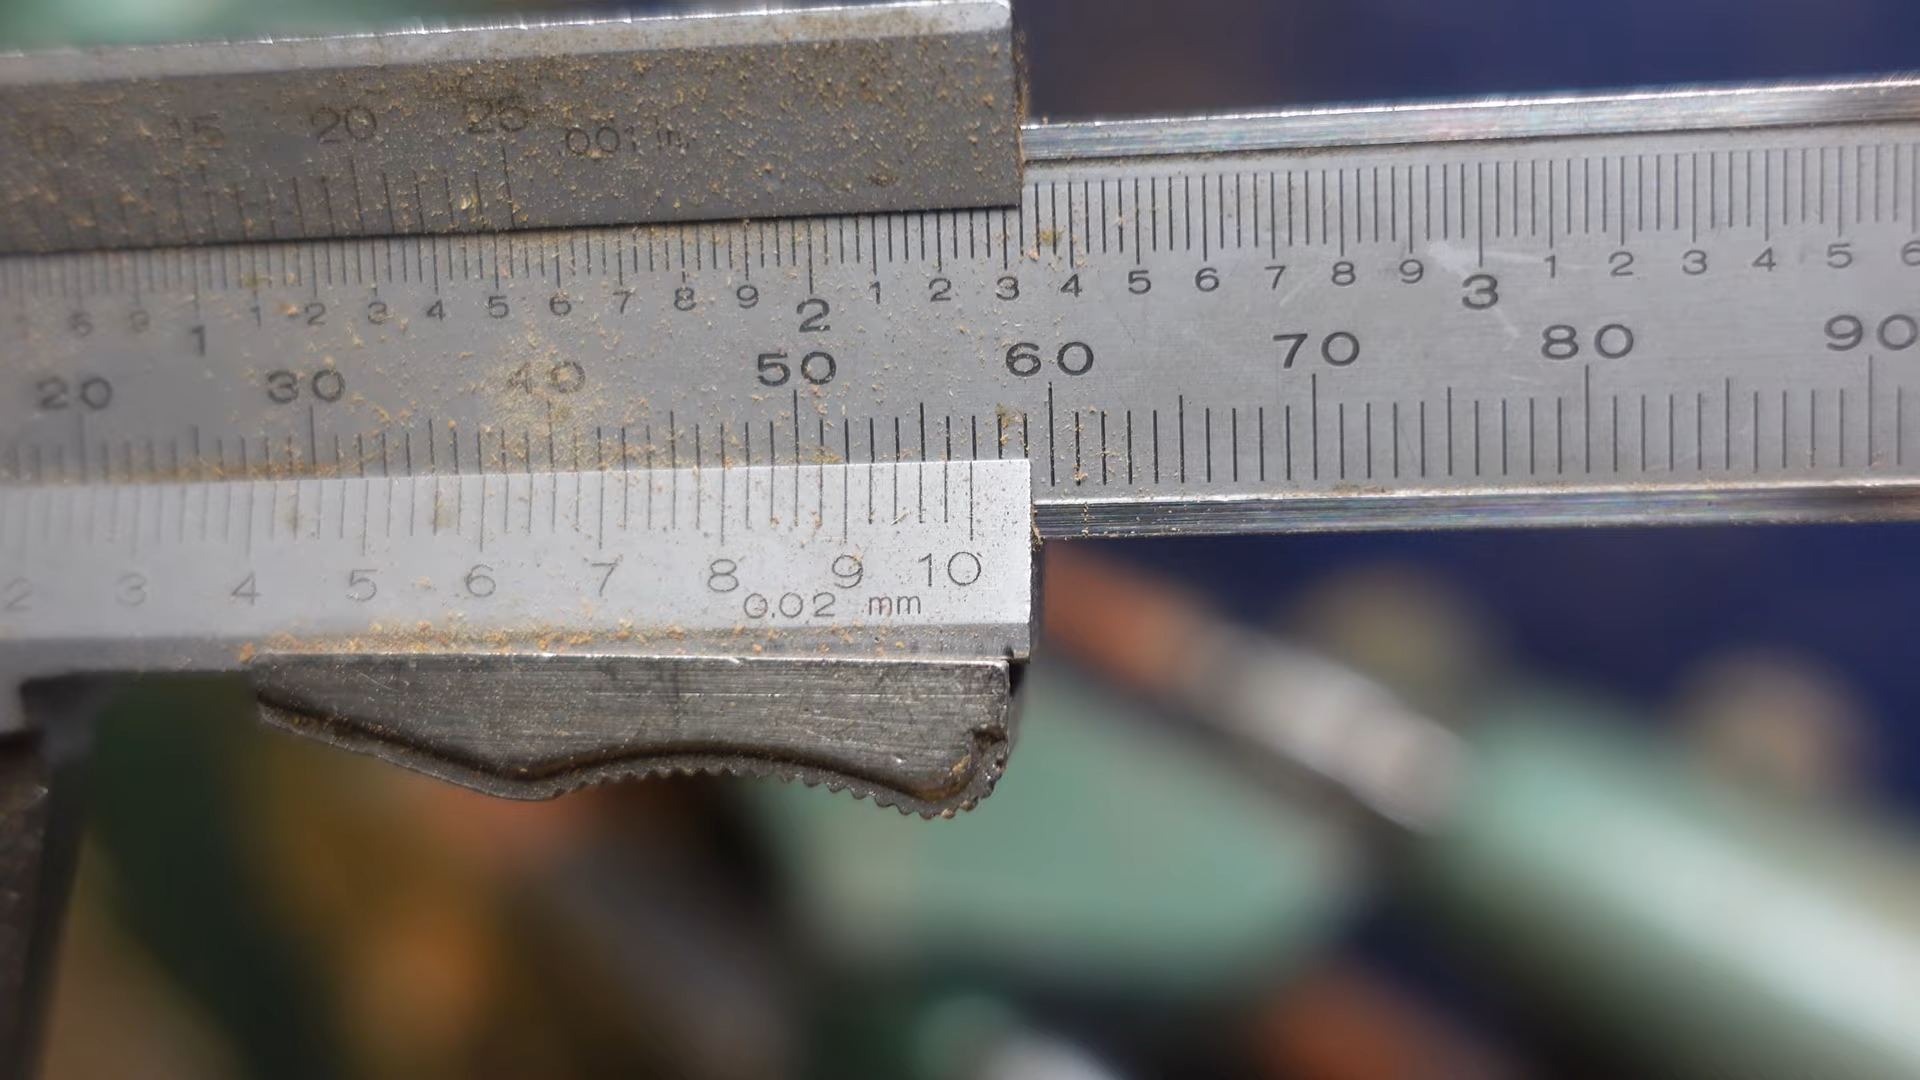 15 20 25 .001 in.
1 1 2 3 4 5 6 7 8 9 2 1 2 3 4 5 6 7 8 9 3 1 2 3 4 5 6
20 30 40 50 60 70 80 90
2 3 4 5 6 7 8 9 10
0.02 mm